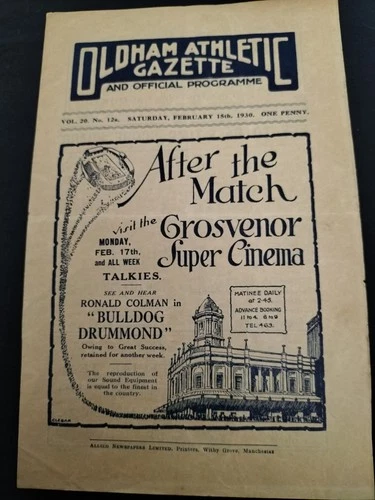 OLDHAM ATHLETIC
GAZETTE
AND OFFICIAL PROGRAMME
VOL. 20. No. 12a. SATURDAY, FEBRUARY 15th, 1930. ONE PENNY.
After the
Match
visit the
Grosvenor
Super Cinema
MONDAY,
FEB. 17th,
and ALL WEEK
TALKIES.
SEE AND HEAR
RONALD COLMAN in
"BULLDOG
DRUMMOND"
Owing to Great Success,
retained for another week.
The reproduction of
our Sound Equipment
is equal to the finest in
the country.
MATINEE DAILY
at 2-45.
ADVANCE BOOKING
11 to 4 6 to 9
TEL 463.
ALLIED NEWSPAPERS LIMITED, Printers, Withy Grove, Manchester